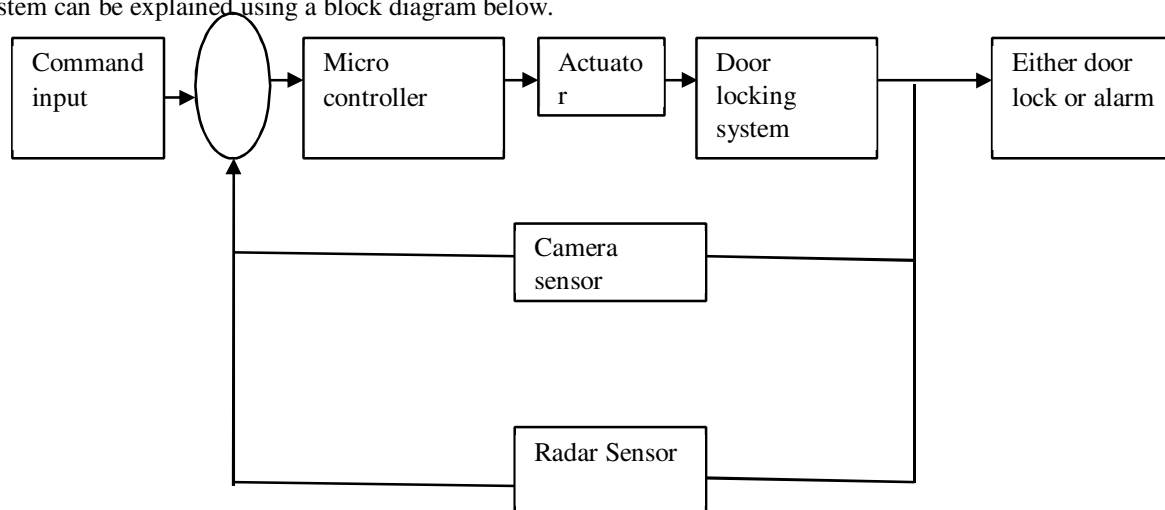 stem can be explained using a block diagram below.
Command
input
Micro
controller
Actuato
r
Door
locking
system
Either door
lock or alarm
Camera
sensor
Radar Sensor